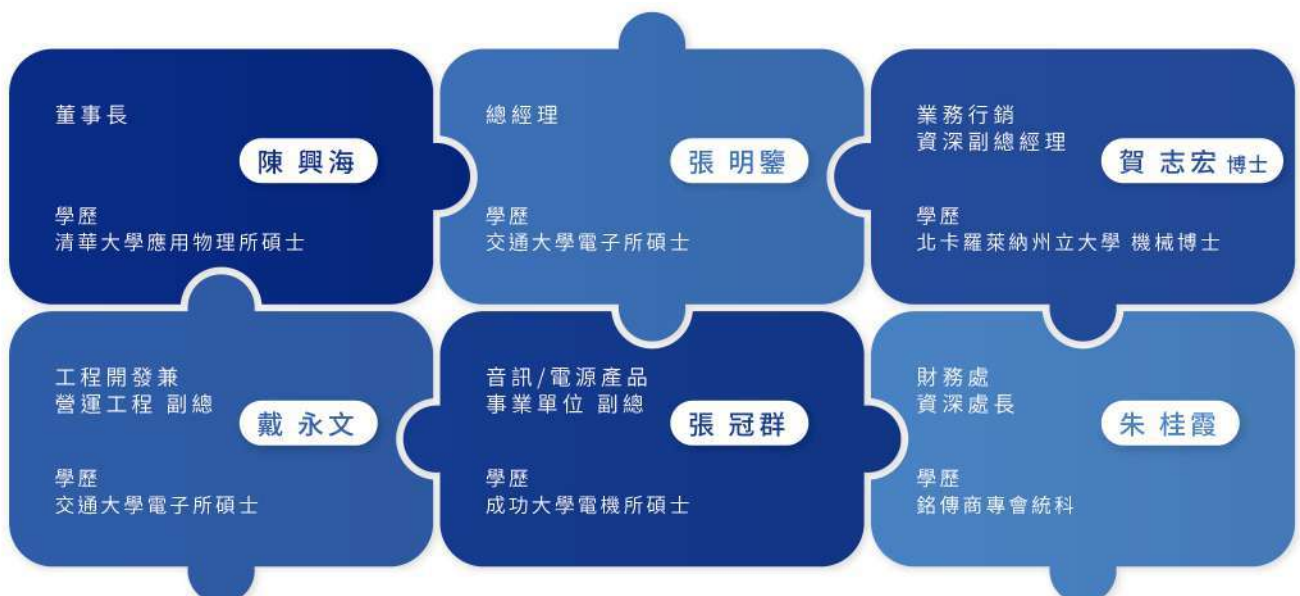 董事長
陳 興海
學歷
清華大學應用物理所碩士
總經理
張 明鑒
學歷
交通大學電子所碩士
業務行銷
資深副總經理
賀 志宏 博士
學歷
北卡羅萊納州立大學 機械博士
工程開發兼
營運工程 副總
戴 永文
學歷
交通大學電子所碩士
音訊/電源產品
事業單位 副總
張 冠群
學歷
成功大學電機所碩士
財務處
資深處長
朱 桂霞
學歷
銘傳商專會統科